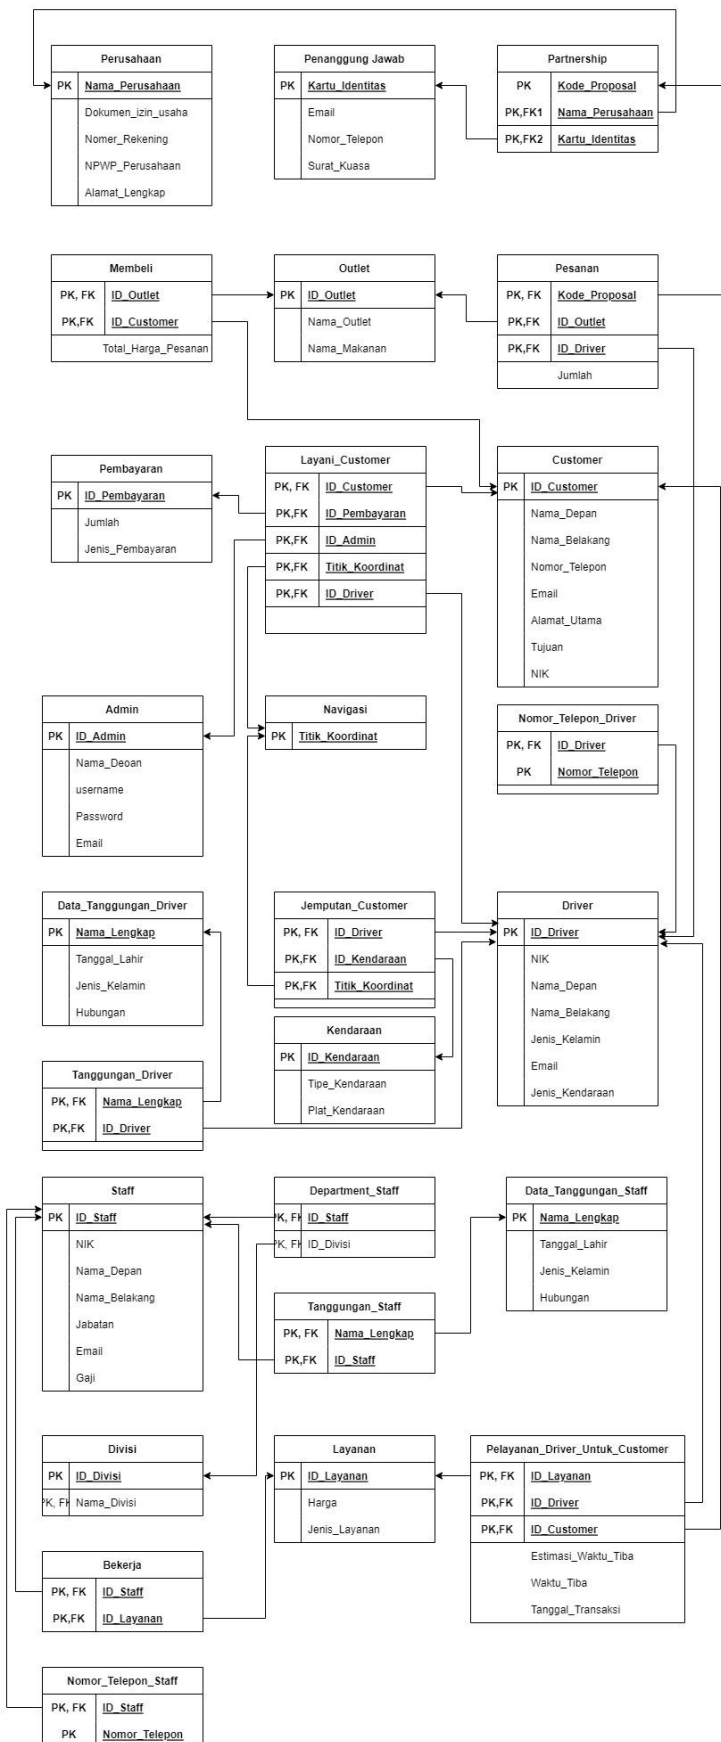 Perusahaan
PK Nama_Perusahaan
Dokumen_izin_usaha
Nomer_Rekening
NPWP_Perusahaan
Alamat_Lengkap
Penanggung Jawab
PK Kartu_Identitas
Email
Nomor_Telepon
Surat_Kuasa
Partnership
PK Kode_Proposal
PK,FK1 Nama_Perusahaan
PK,FK2 Kartu_Identitas
Membeli
PK, FK ID_Outlet
PK,FK ID_Customer
Total_Harga_Pesanan
Outlet
PK ID_Outlet
Nama_Outlet
Nama_Makanan
Pesanan
PK, FK Kode_Proposal
PK,FK ID_Outlet
PK,FK ID_Driver
Jumlah
Pembayaran
PK ID_Pembayaran
Jumlah
Jenis_Pembayaran
Layani_Customer
PK, FK ID_Customer
PK,FK ID_Pembayaran
PK,FK ID_Admin
PK,FK Titik_Koordinat
PK,FK ID_Driver
Customer
PK ID_Customer
Nama_Depan
Nama_Belakang
Nomor_Telepon
Email
Alamat_Utama
Tujuan
NIK
Admin
PK ID_Admin
Nama_Deoan
username
Password
Email
Navigasi
PK Titik_Koordinat
Nomor_Telepon_Driver
PK, FK ID_Driver
PK Nomor_Telepon
Data_Tanggungan_Driver
PK Nama_Lengkap
Tanggal_Lahir
Jenis_Kelamin
Hubungan
Jemputan_Customer
PK, FK ID_Driver
PK,FK ID_Kendaraan
PK,FK Titik_Koordinat
Driver
PK ID_Driver
NIK
Nama_Depan
Nama_Belakang
Jenis_Kelamin
Email
Jenis_Kendaraan
Kendaraan
PK ID_Kendaraan
Tipe_Kendaraan
Plat_Kendaraan
Tanggungan_Driver
PK, FK Nama_Lengkap
PK,FK ID_Driver
Staff
PK ID_Staff
NIK
Nama_Depan
Nama_Belakang
Jabatan
Email
Gaji
Department_Staff
PK, FK ID_Staff
PK, FK ID_Divisi
Data_Tanggungan_Staff
PK Nama_Lengkap
Tanggal_Lahir
Jenis_Kelamin
Hubungan
Tanggungan_Staff
PK, FK Nama_Lengkap
PK,FK ID_Staff
Divisi
PK ID_Divisi
PK, FK Nama_Divisi
Layanan
PK ID_Layanan
Harga
Jenis_Layanan
Pelayanan_Driver_Untuk_Customer
PK, FK ID_Layanan
PK,FK ID_Driver
PK,FK ID_Customer
Estimasi_Waktu_Tiba
Waktu_Tiba
Tanggal_Transaksi
Bekerja
PK, FK ID_Staff
PK,FK ID_Layanan
Nomor_Telepon_Staff
PK, FK ID_Staff
PK Nomor_Telepon